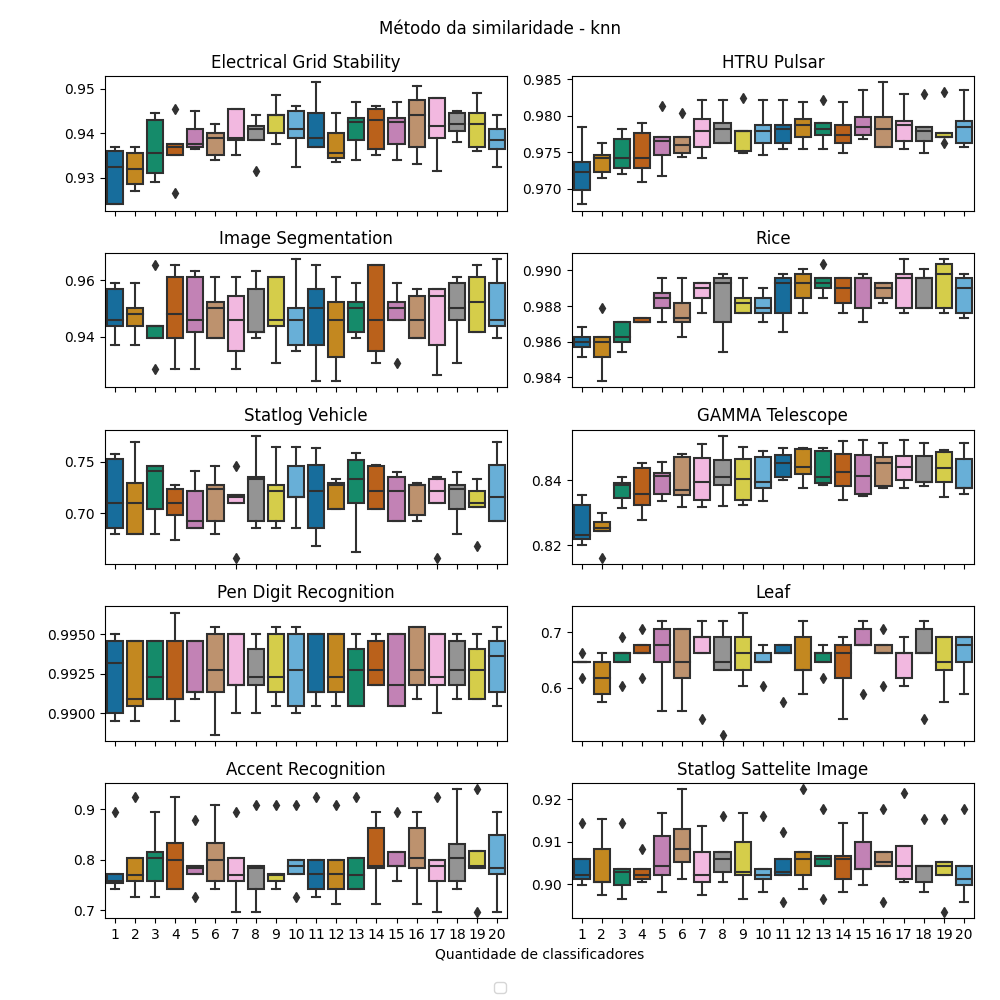 Método da similaridade - knn
Electrical Grid Stability
0.95
0.94
0.93
HTRU Pulsar
0.985
0.980
0.975
0.970
Image Segmentation
0.96
0.94
Rice
0.990
0.988
0.986
0.984
Statlog Vehicle
0.75
0.70
GAMMA Telescope
0.84
0.82
Pen Digit Recognition
0.9950
0.9925
0.9900
Leaf
0.7
0.6
Accent Recognition
0.9
0.8
0.7
1 2 3 4 5 6 7 8 9 10 11 12 13 14 15 16 17 18 19 20
Statlog Sattelite Image
0.92
0.91
0.90
1 2 3 4 5 6 7 8 9 10 11 12 13 14 15 16 17 18 19 20
Quantidade de classificadores